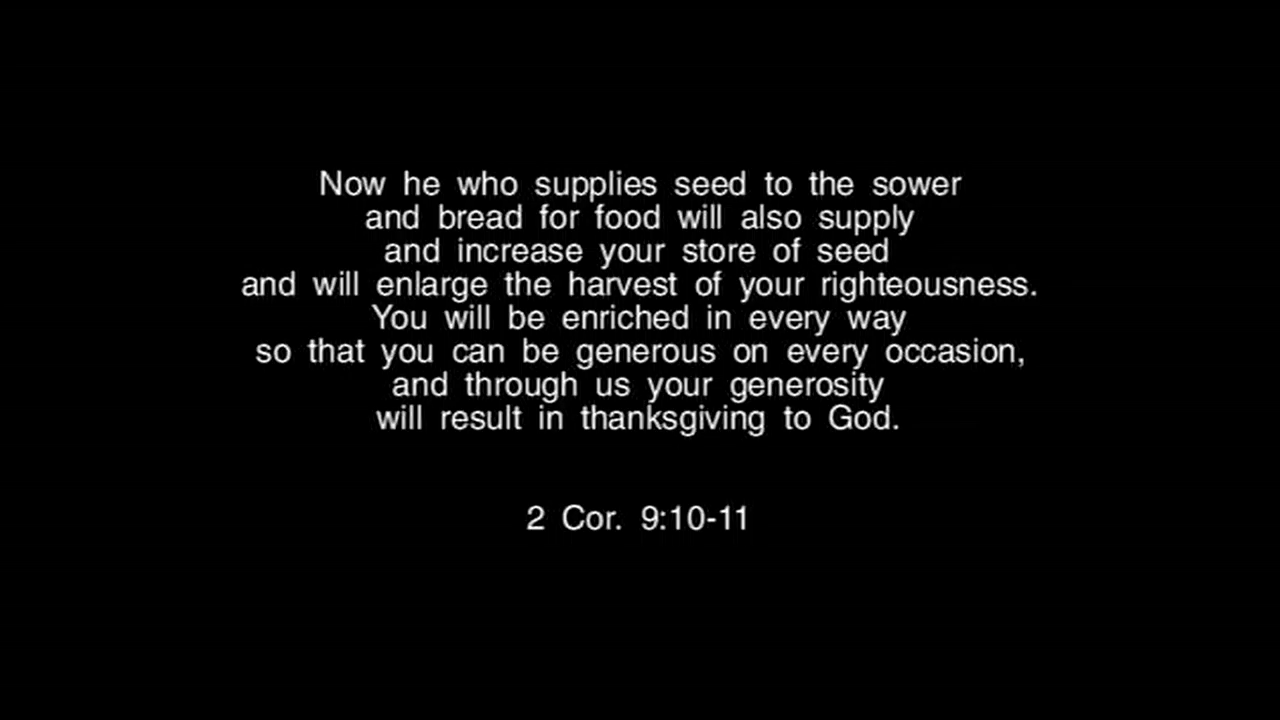 Now he who supplies seed to the sower
and bread for food will also supply
and increase your store of seed
and will enlarge the harvest of your righteousness.
You will be enriched in every way
so that you can be generous on every occasion,
and through us your generosity
will result in thanksgiving to God.
2 Cor. 9:10-11